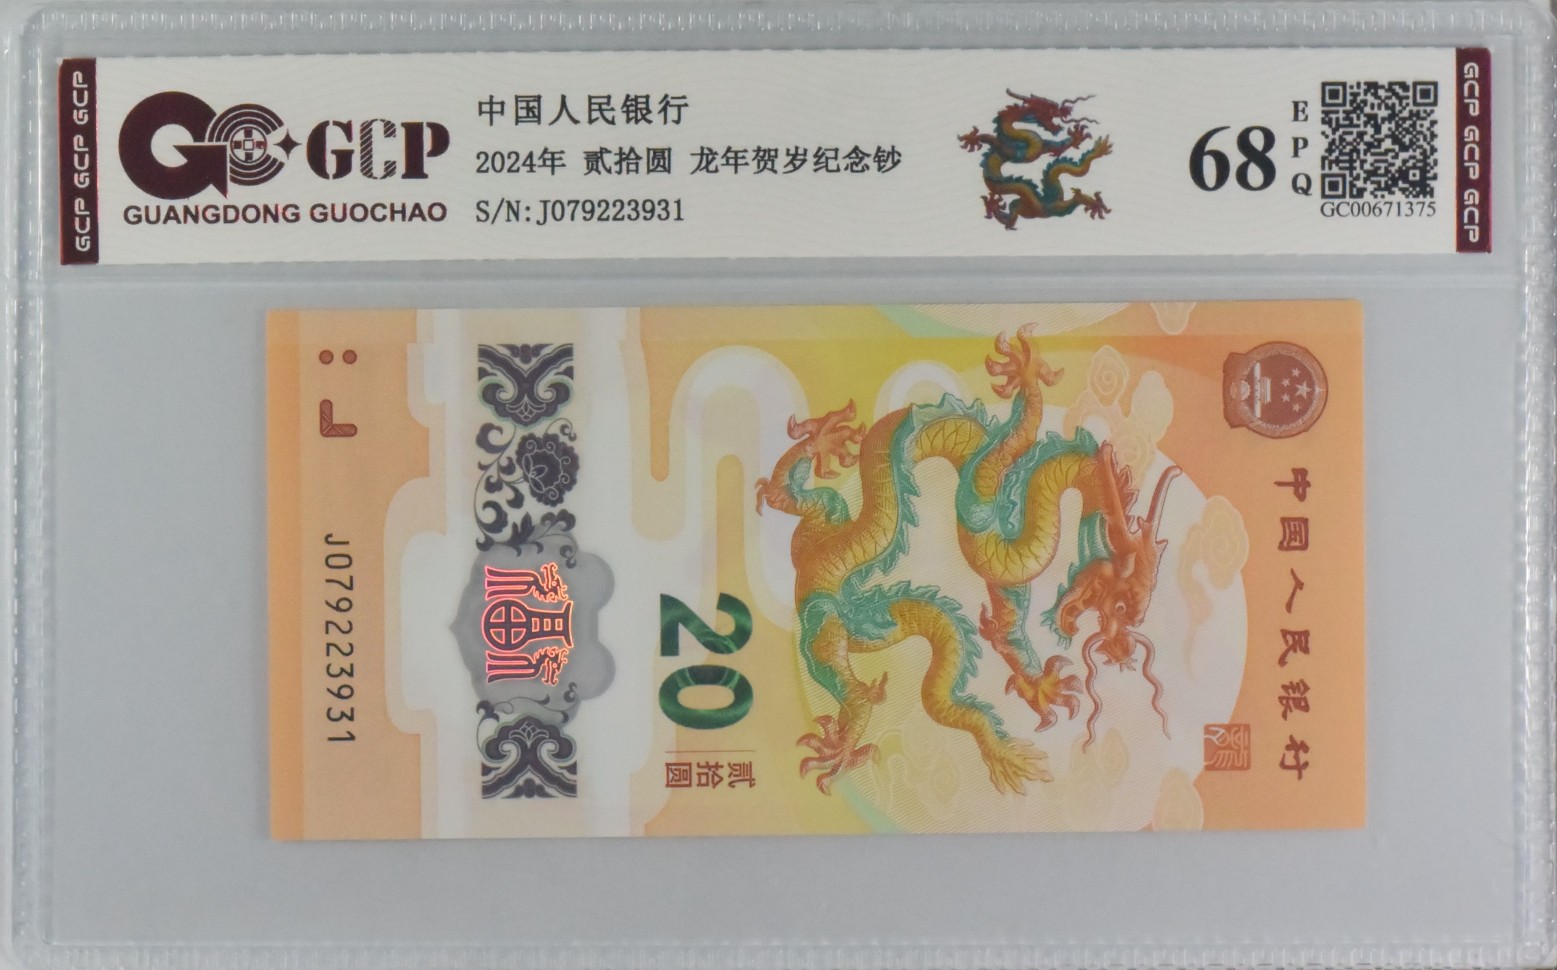 GCP GCP GCP
GC GCP
GUANGDONG GUOCHAO
中国人民银行
2024年 贰拾圆 龙年贺岁纪念钞
S/N:J079223931
68
EPQ
GC00671375
GCP GCP GCP
中国人民银行
20
贰拾圆
J079223931